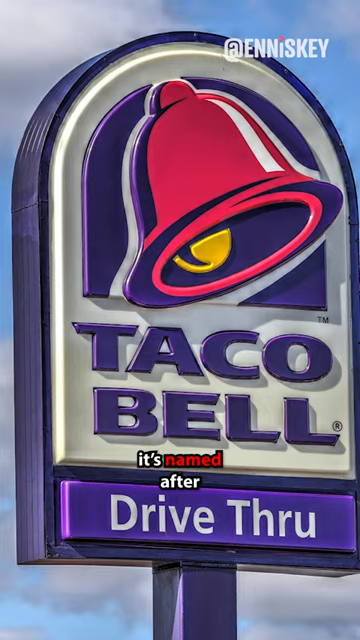 @ENNiSKEY
TM
TACO
BELL®
it's named
after
Drive Thru